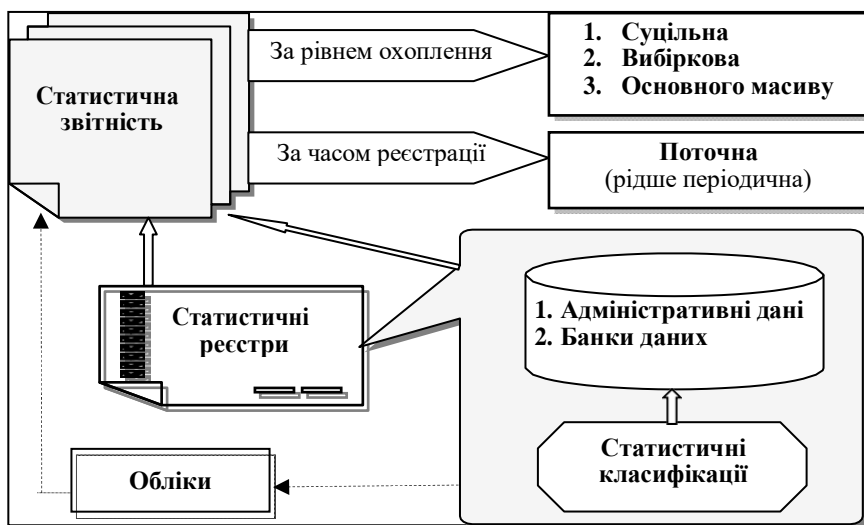 Статистична
звітність
За рівнем охоплення
1. Суцільна
2. Вибіркова
3. Основного масиву
За часом реєстрації
Поточна
(рідше періодична)
Статистичні
реєстри
1. Адміністративні дані
2. Банки даних
Статистичні
класифікації
Обліки